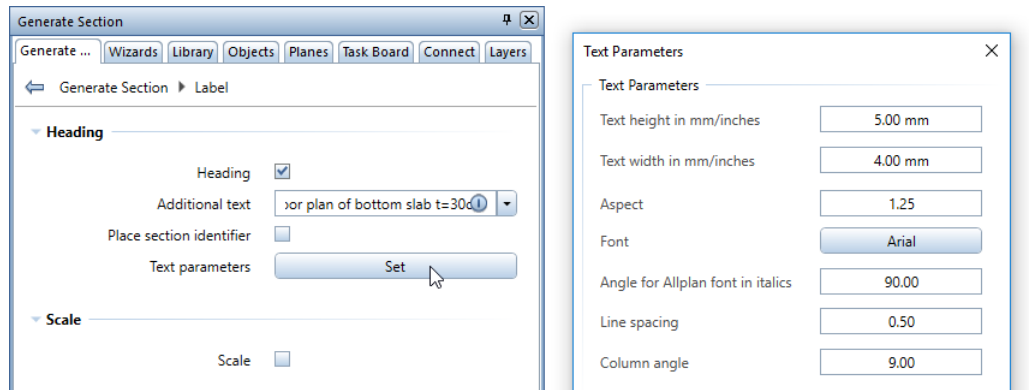 Generate Section
Generate ... Wizards Library Objects Planes Task Board Connect Layers
Generate Section Label
Heading
Heading
Additional text plan of bottom slab t=30
Place section identifier
Text parameters Set
Scale
Scale
Text Parameters
Text Parameters
Text height in mm/inches 5.00 mm
Text width in mm/inches 4.00 mm
Aspect 1.25
Font Arial
Angle for Allplan font in italics 90.00
Line spacing 0.50
Column angle 9.00